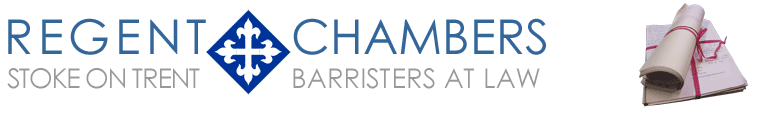 REGENT CHAMBERS
STOKE ON TRENT BARRISTERS AT LAW